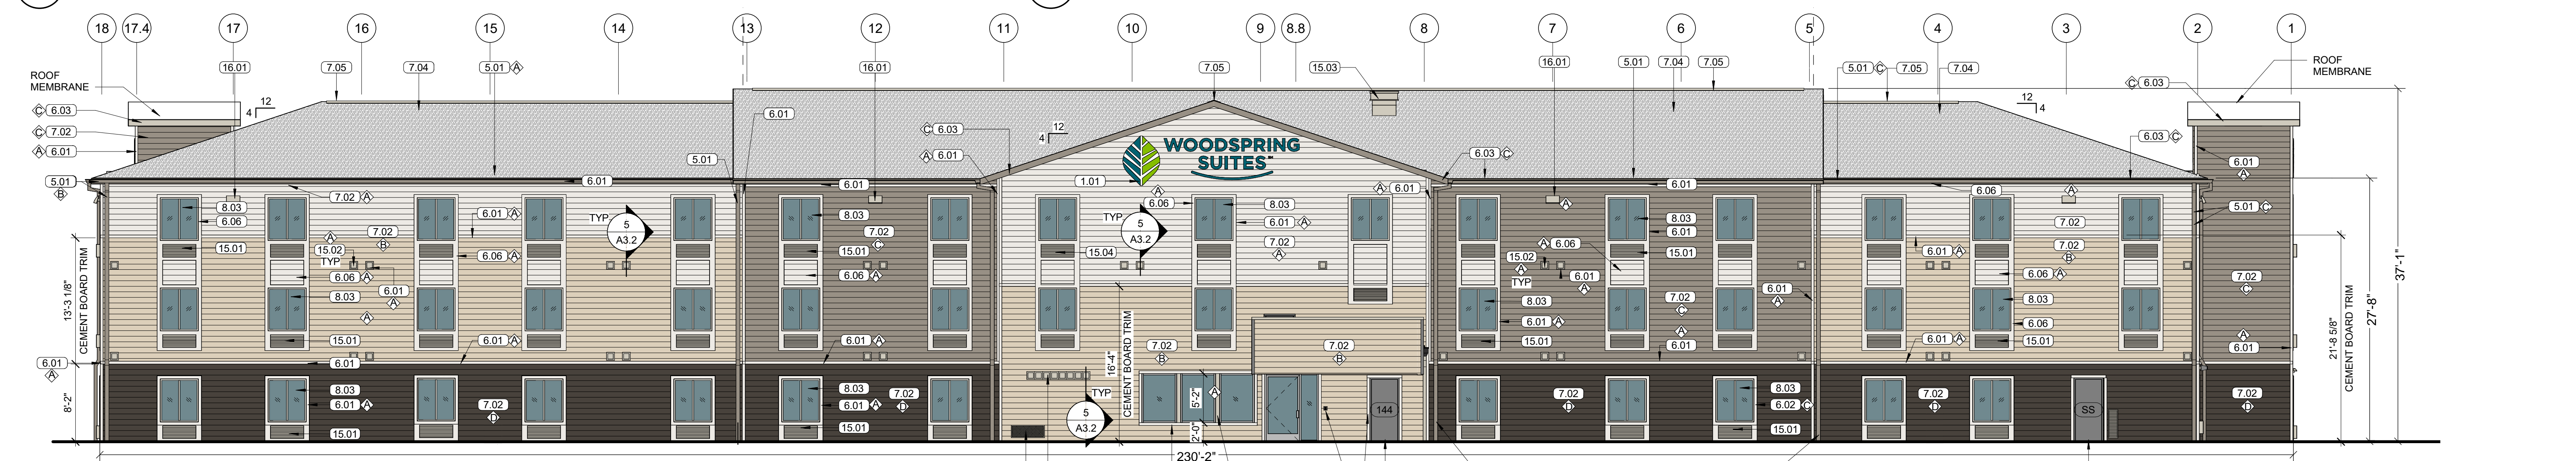 18 17.4 17 16 15 14 13 12 11 10 9 8.8 8 7 6 5 4 3 2 1
ROOF
MEMBRANE
16.01 7.05 7.04 5.01 A 16.01 7.05 15.03 16.01 5.01 7.04 7.05 5.01 C 7.05 7.04
ROOF
MEMBRANE
C 6.03
12
4
C 7.02
A 6.01
5.01
B
6.01
5.01
C 6.03
A 6.01
12
4
WOODSPRING
SUITES
1.01
6.03 C
A 6.01
12
4
C 6.03
6.03 C
6.01
A
5.01 C
6.01
7.02 A
6.01
6.01
6.06
A
8.03
6.06
15.01
6.01 A
A
7.02
B
15.02
TYP
6.06 A
6.06 A
6.01
A
8.03
A
15.01
6.01 A
6.01
TYP
5
A3.2
8.03
7.02
C
15.01
6.06 A
6.01 A
TYP
5
A3.2
A
6.06
8.03
6.01 A
7.02
A
15.04
A
8.03
6.01
A 6.06
15.01
15.02
A
TYP
6.01
A
8.03
6.01 A
15.01
7.02
C
A
6.01
6.01
A
7.02
A
7.02
B
6.01 A
6.06 A
8.03
6.06
6.01 A
15.01
7.02
C
A
6.01
13'-3 1/8"
CEMENT BOARD TRIM
6.01
A
8'-2"
8.03
6.01 A
15.01
7.02
D
8.03
6.01 A
15.01
7.02
D
16'-4"
CEMENT BOARD TRIM
7.02
B
7.02
B
TYP
5
A3.2
5'-2"
A
2'-0"
144
7.02
D
8.03
6.02 C
15.01
7.02
D
SS
7.02
D
21'-8 5/8"
CEMENT BOARD TRIM
27'-8"
37'-1"
230'-2"